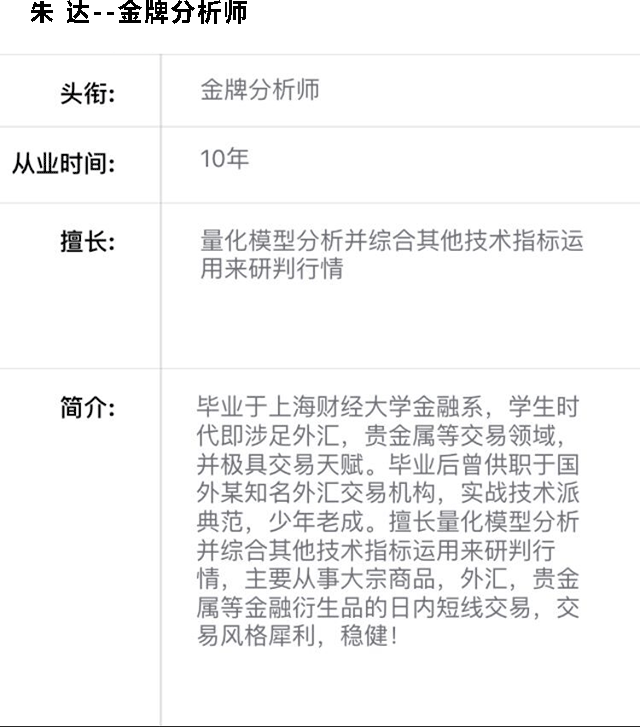 朱 达--金牌分析师
头衔:
金牌分析师
从业时间:
10年
擅长:
量化模型分析并综合其他技术指标运
用来研判行情
简介:
毕业于上海财经大学金融系，学生时
代即涉足外汇，贵金属等交易领域，
并极具交易天赋。毕业后曾供职于国
外某知名外汇交易机构，实战技术派
典范，少年老成。擅长量化模型分析
并综合其他技术指标运用来研判行
情，主要从事大宗商品，外汇，贵金
属等金融衍生品的日内短线交易，交
易风格犀利，稳健！